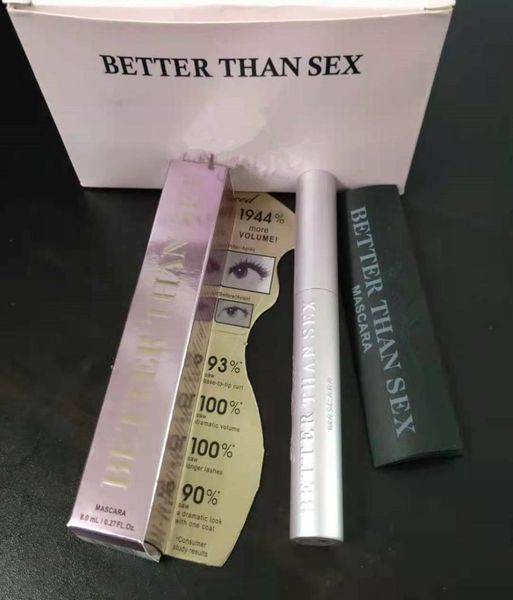 BETTER THAN SEX
BETTER THAN
MASCARA
8.0 mL / 0.27 FL. Oz.
1944%
more
VOLUME!
93%*
saw
base-to-tip curl
100%*
saw
dramatic volume
100%*
saw
longer lashes
90%*
saw
a dramatic look
with one coat
*Consumer
study results
BETTER THAN SEX
MASCARA
BETTER THAN SEX
MASCARA